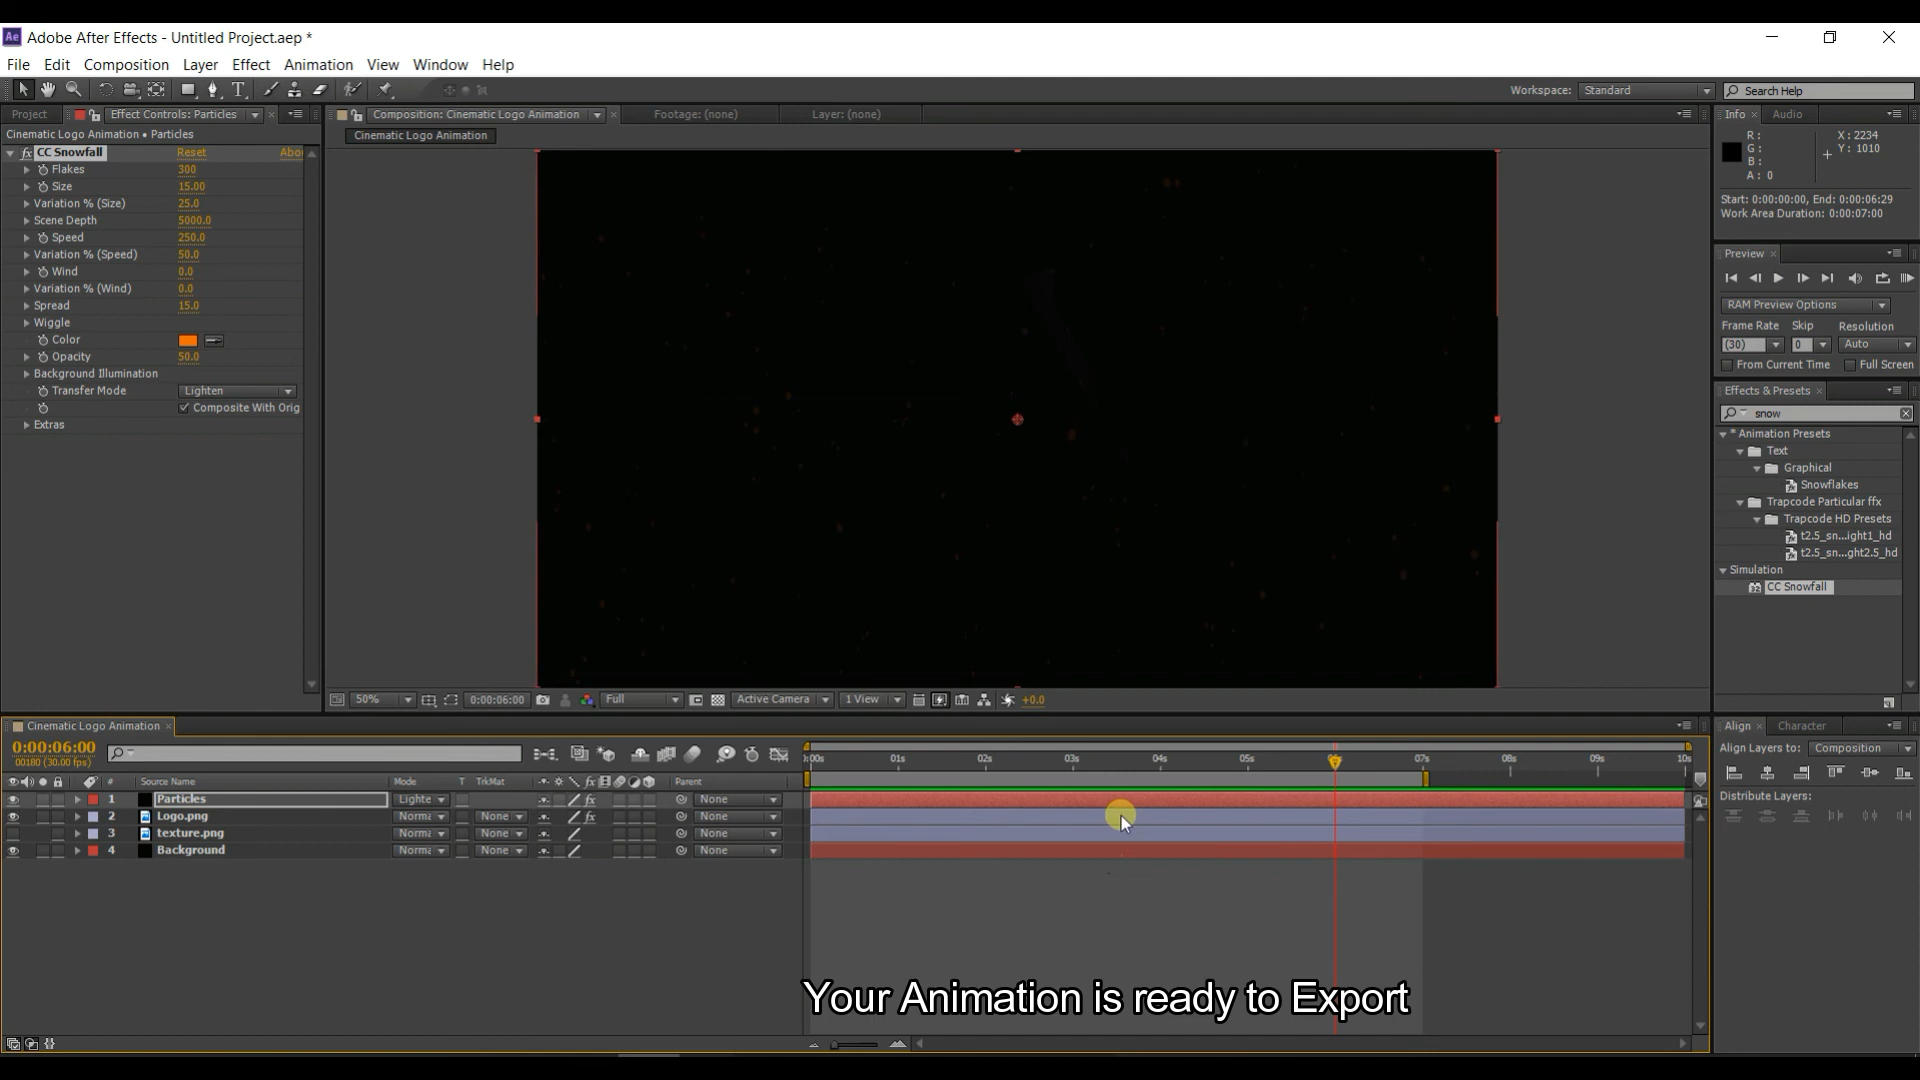 Ae Adobe After Effects - Untitled Project.aep *
File Edit Composition Layer Effect Animation View Window Help
Workspace: Standard Search Help
Project Effect Controls: Particles
Cinematic Logo Animation • Particles
fx CC Snowfall Reset Abo
Flakes 300
Size 15.00
Variation % (Size) 25.0
Scene Depth 5000.0
Speed 250.0
Variation % (Speed) 50.0
Wind 0.0
Variation % (Wind) 0.0
Spread 15.0
Wiggle
Color
Opacity 50.0
Background Illumination
Transfer Mode Lighten
Composite With Orig
Extras
Composition: Cinematic Logo Animation Footage: (none) Layer: (none)
Cinematic Logo Animation
50% 0:00:06:00 Full Active Camera 1 View +0.0
Info Audio
R: X: 2234
G: Y: 1010
B:
A: 0
Start: 0:00:00:00, End: 0:00:06:29
Work Area Duration: 0:00:07:00
Preview
RAM Preview Options
Frame Rate Skip Resolution
(30) 0 Auto
From Current Time Full Screen
Effects & Presets
snow
* Animation Presets
Text
Graphical
Snowflakes
Trapcode Particular ffx
Trapcode HD Presets
t2.5_sn...ight1_hd
t2.5_sn...ght2.5_hd
Simulation
CC Snowfall
Cinematic Logo Animation
0:00:06:00
00180 (30.00 fps)
:00s 01s 02s 03s 04s 05s 06s 07s 08s 09s 10s
# Source Name Mode T TrkMat fx Parent
1 Particles Lighte fx None
2 Logo.png Norma None fx None
3 texture.png Norma None None
4 Background Norma None None
Align Character
Align Layers to: Composition
Distribute Layers:
Your Animation is ready to Export